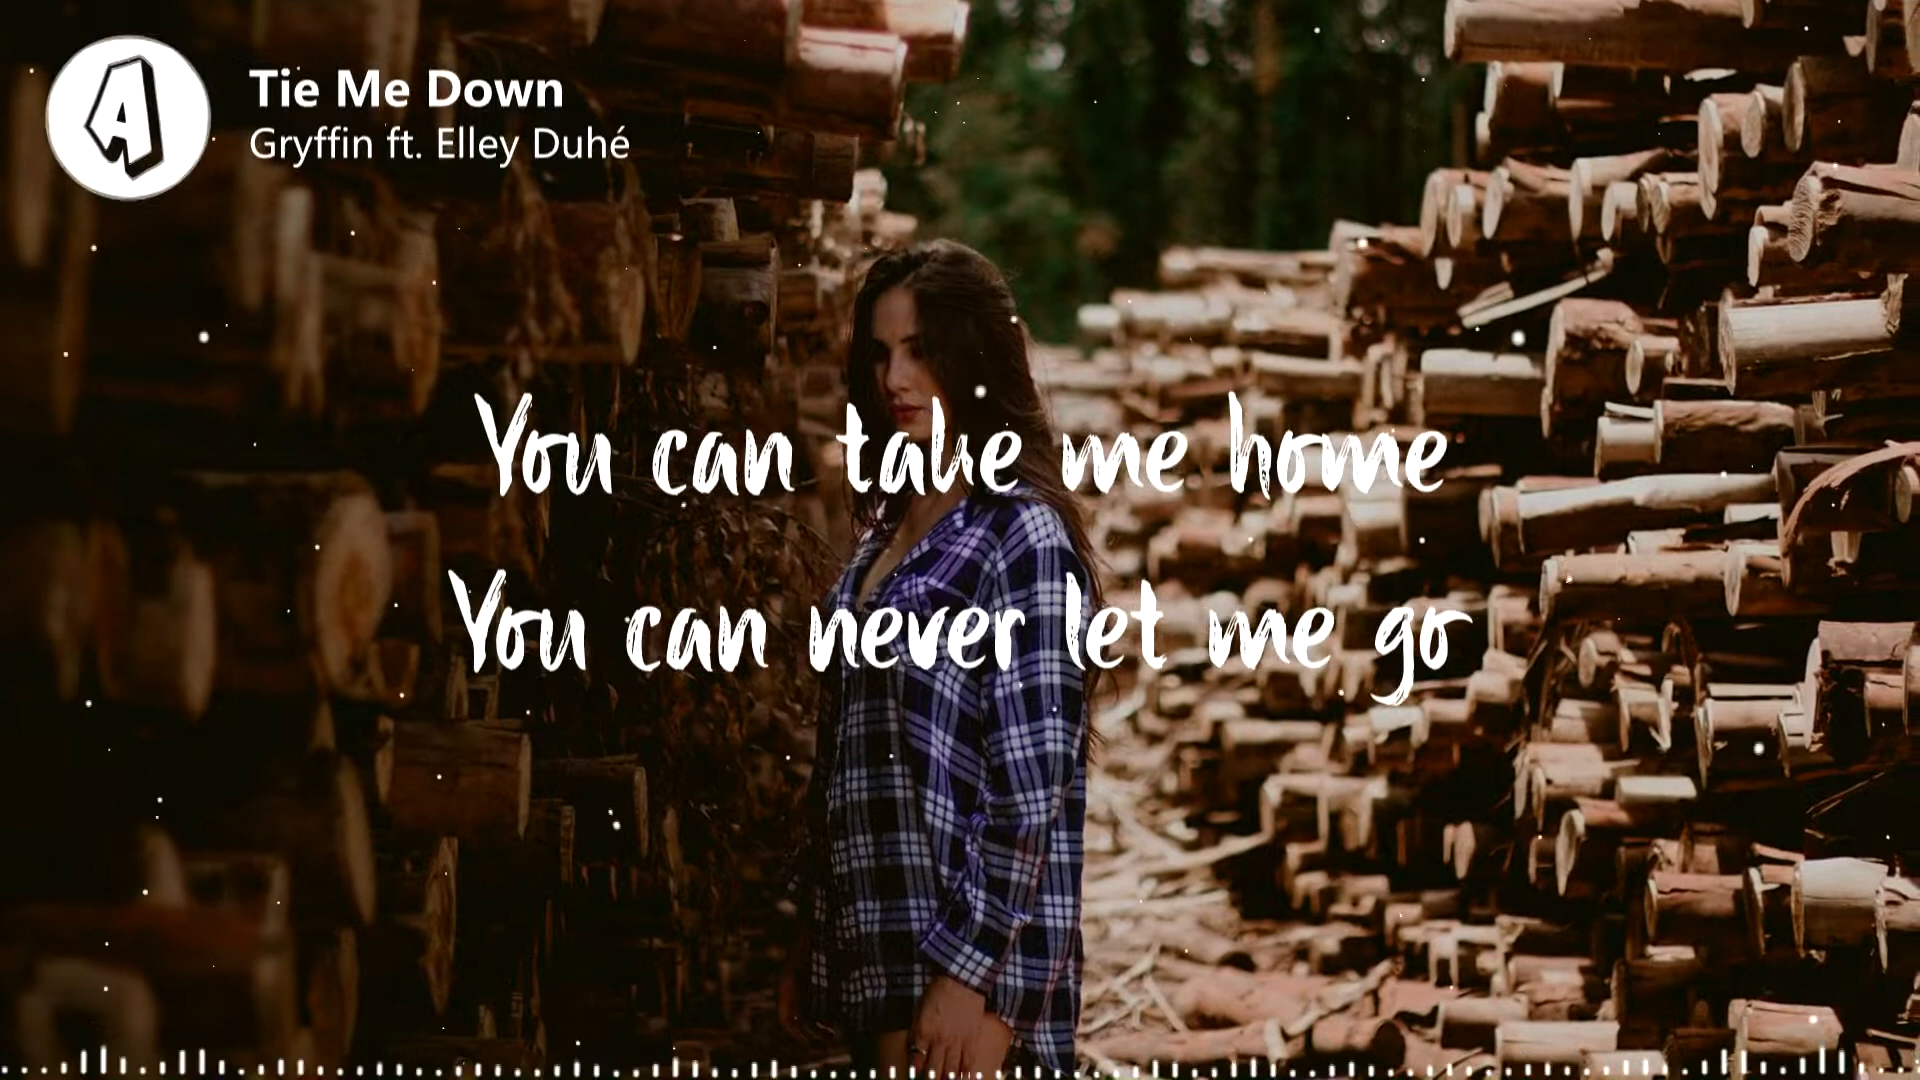 A
Tie Me Down
Gryffin ft. Elley Duhé
You can take me home
You can never let me go